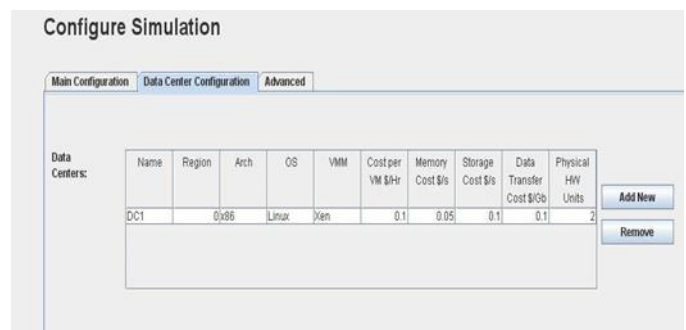 Configure Simulation
Main Configuration Data Center Configuration Advanced
Data Centers:
Name Region Arch OS VMM Cost per VM $/Hr Memory Cost $/s Storage Cost $/s Data Transfer Cost $/Gb Physical HW Units
DC1 0 x86 Linux Xen 0.1 0.05 0.1 0.1 2
Add New
Remove